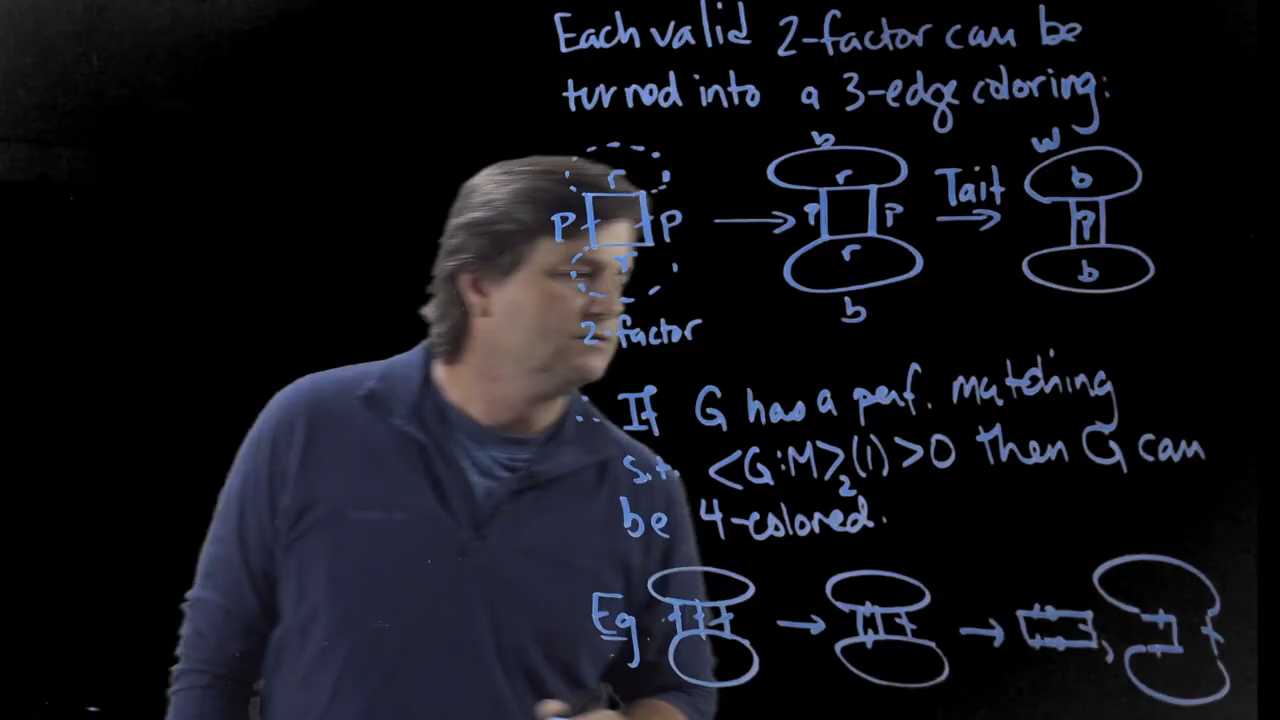 Each valid 2-factor can be
turned into a 3-edge coloring:
b
w
r
r
Tait
b
P
P
P
P
P
r
r
b
b
2-factor
∴ If G has a perf. matching
s.t. <G:M>₂(1)>0 then G can
be 4-colored.
Eg